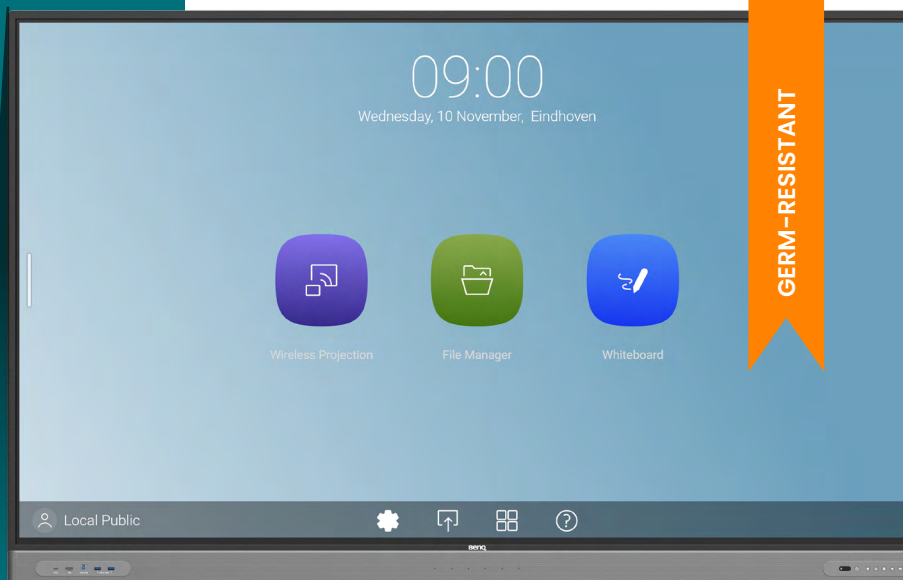 09:00
Wednesday, 10 November, Eindhoven
GERM-RESISTANT
Wireless Projection
File Manager
Whiteboard
Local Public
BenQ